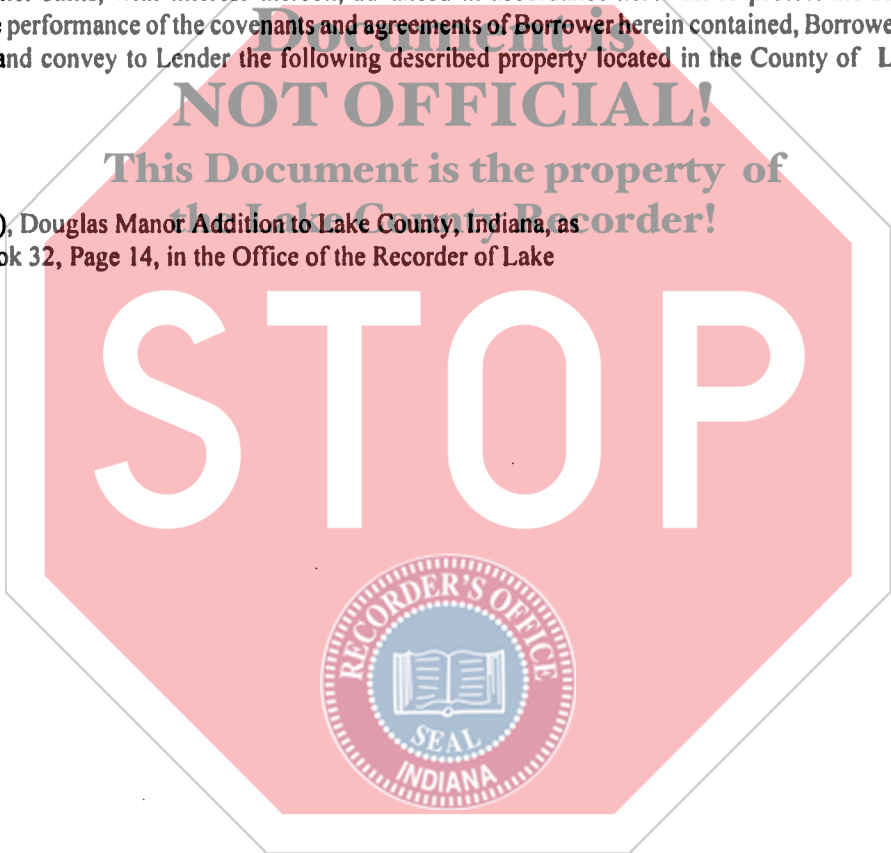 performance of the covenants and agreements of Borrower herein contained, Borrowe
Document is
and convey to Lender the following described property located in the County of L
NOT OFFICIAL!
This Document is the property of
the Lake County Recorder!
), Douglas Manor Addition to Lake County, Indiana, as
ok 32, Page 14, in the Office of the Recorder of Lake
STOP
RECORDER'S OFFICE
SEAL
INDIANA